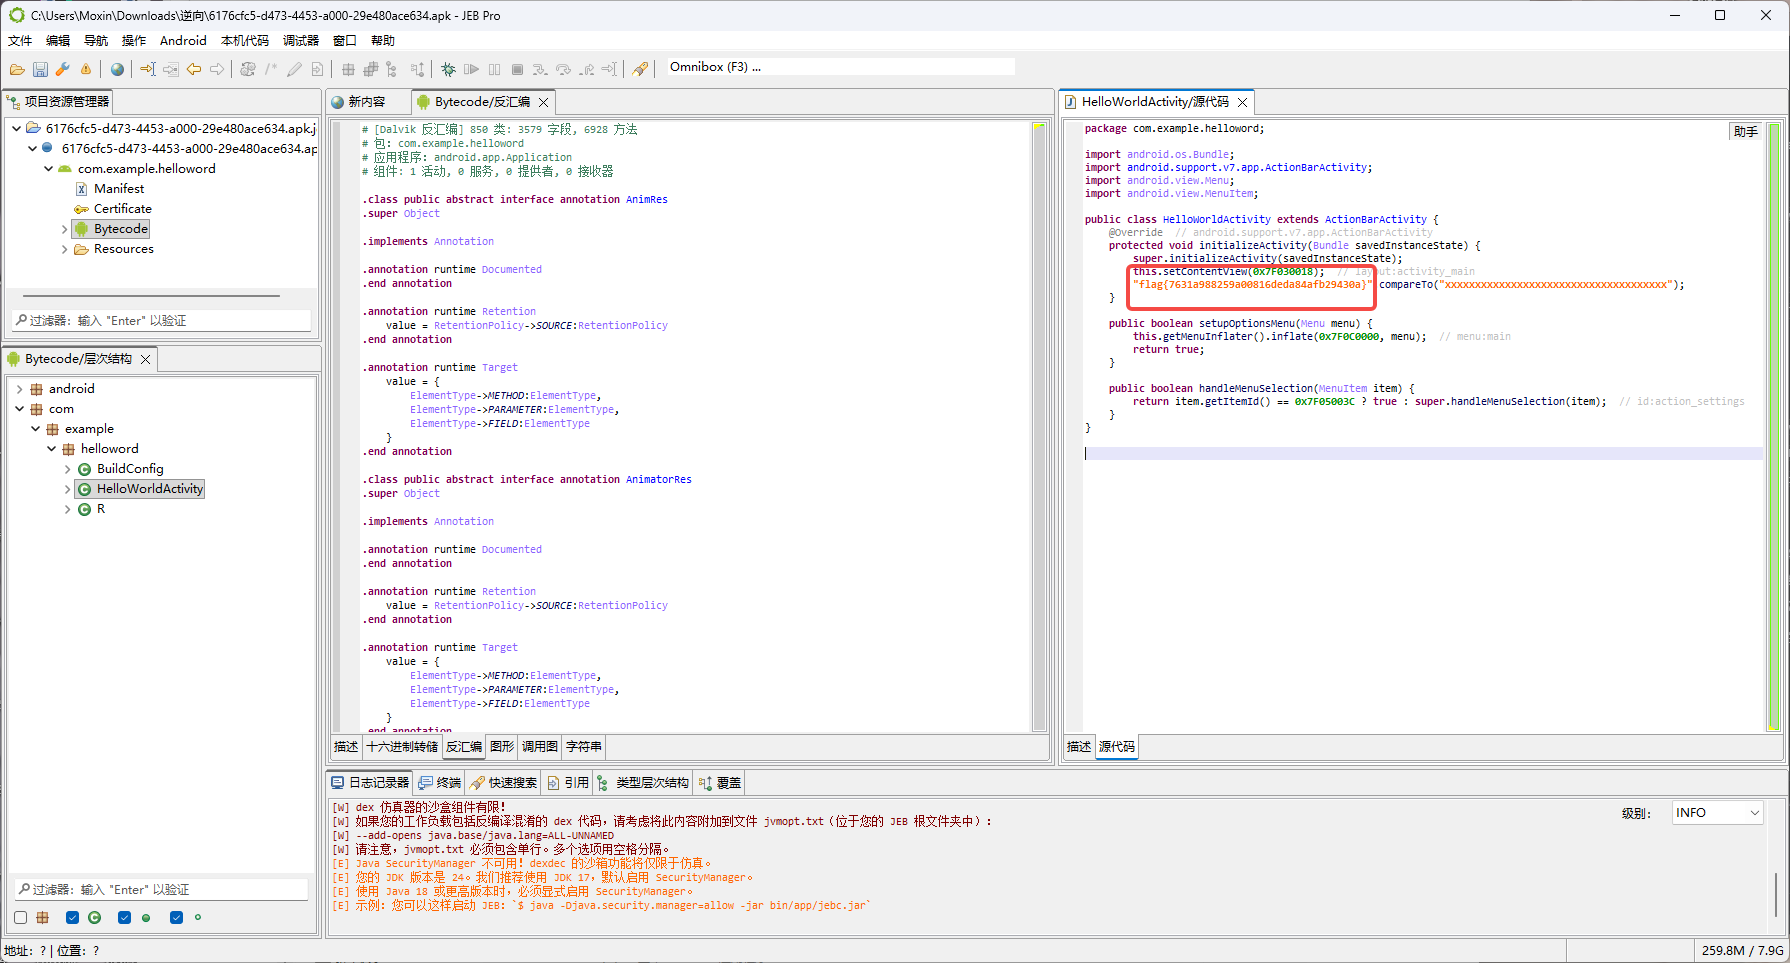 C:\Users\Moxin\Downloads\逆向\6176cfc5-d473-4453-a000-29e480ace634.apk - JEB Pro
文件 编辑 导航 操作 Android 本机代码 调试器 窗口 帮助
Omnibox (F3) ...
项目资源管理器
6176cfc5-d473-4453-a000-29e480ace634.apk.j
6176cfc5-d473-4453-a000-29e480ace634.ap
com.example.helloword
Manifest
Certificate
Bytecode
Resources
过滤器：输入 "Enter" 以验证
Bytecode/层次结构
android
com
example
helloword
BuildConfig
HelloWorldActivity
R
过滤器：输入 "Enter" 以验证
新内容 Bytecode/反汇编
# [Dalvik 反汇编] 850 类: 3579 字段, 6928 方法
# 包: com.example.helloword
# 应用程序: android.app.Application
# 组件: 1 活动, 0 服务, 0 提供者, 0 接收器
.class public abstract interface annotation AnimRes
.super Object
.implements Annotation
.annotation runtime Documented
.end annotation
.annotation runtime Retention
value = RetentionPolicy->SOURCE:RetentionPolicy
.end annotation
.annotation runtime Target
value = {
ElementType->METHOD:ElementType,
ElementType->PARAMETER:ElementType,
ElementType->FIELD:ElementType
}
.end annotation
.class public abstract interface annotation AnimatorRes
.super Object
.implements Annotation
.annotation runtime Documented
.end annotation
.annotation runtime Retention
value = RetentionPolicy->SOURCE:RetentionPolicy
.end annotation
.annotation runtime Target
value = {
ElementType->METHOD:ElementType,
ElementType->PARAMETER:ElementType,
ElementType->FIELD:ElementType
}
.end annotation
描述 十六进制转储 反汇编 图形 调用图 字符串
HelloWorldActivity/源代码
助手
package com.example.helloword;
import android.os.Bundle;
import android.support.v7.app.ActionBarActivity;
import android.view.Menu;
import android.view.MenuItem;
public class HelloWorldActivity extends ActionBarActivity {
@Override // android.support.v7.app.ActionBarActivity
protected void initializeActivity(Bundle savedInstanceState) {
super.initializeActivity(savedInstanceState);
this.setContentView(0x7F030018); // layout:activity_main
"flag{7631a988259a00816deda84afb29430a}".compareTo("xxxxxxxxxxxxxxxxxxxxxxxxxxxxxxxxxxxxx");
}
public boolean setupOptionsMenu(Menu menu) {
this.getMenuInflater().inflate(0x7F0C0000, menu); // menu:main
return true;
}
public boolean handleMenuSelection(MenuItem item) {
return item.getItemId() == 0x7F05003C ? true : super.handleMenuSelection(item); // id:action_settings
}
}
描述 源代码
日志记录器 终端 快速搜索 引用 类型层次结构 覆盖
[W] dex 仿真器的沙盒组件有限！
[W] 如果您的工作负载包括反编译混淆的 dex 代码，请考虑将此内容附加到文件 jvmopt.txt（位于您的 JEB 根文件夹中）：
[W] --add-opens java.base/java.lang=ALL-UNNAMED
[W] 请注意，jvmopt.txt 必须包含单行。多个选项用空格分隔。
[E] Java SecurityManager 不可用！dexdec 的沙箱功能将仅限于仿真。
[E] 您的 JDK 版本是 24。我们推荐使用 JDK 17，默认启用 SecurityManager。
[E] 使用 Java 18 或更高版本时，必须显式启用 SecurityManager。
[E] 示例：您可以这样启动 JEB：`$ java -Djava.security.manager=allow -jar bin/app/jebc.jar`
级别： INFO
地址: ? | 位置: ?
259.8M / 7.9G